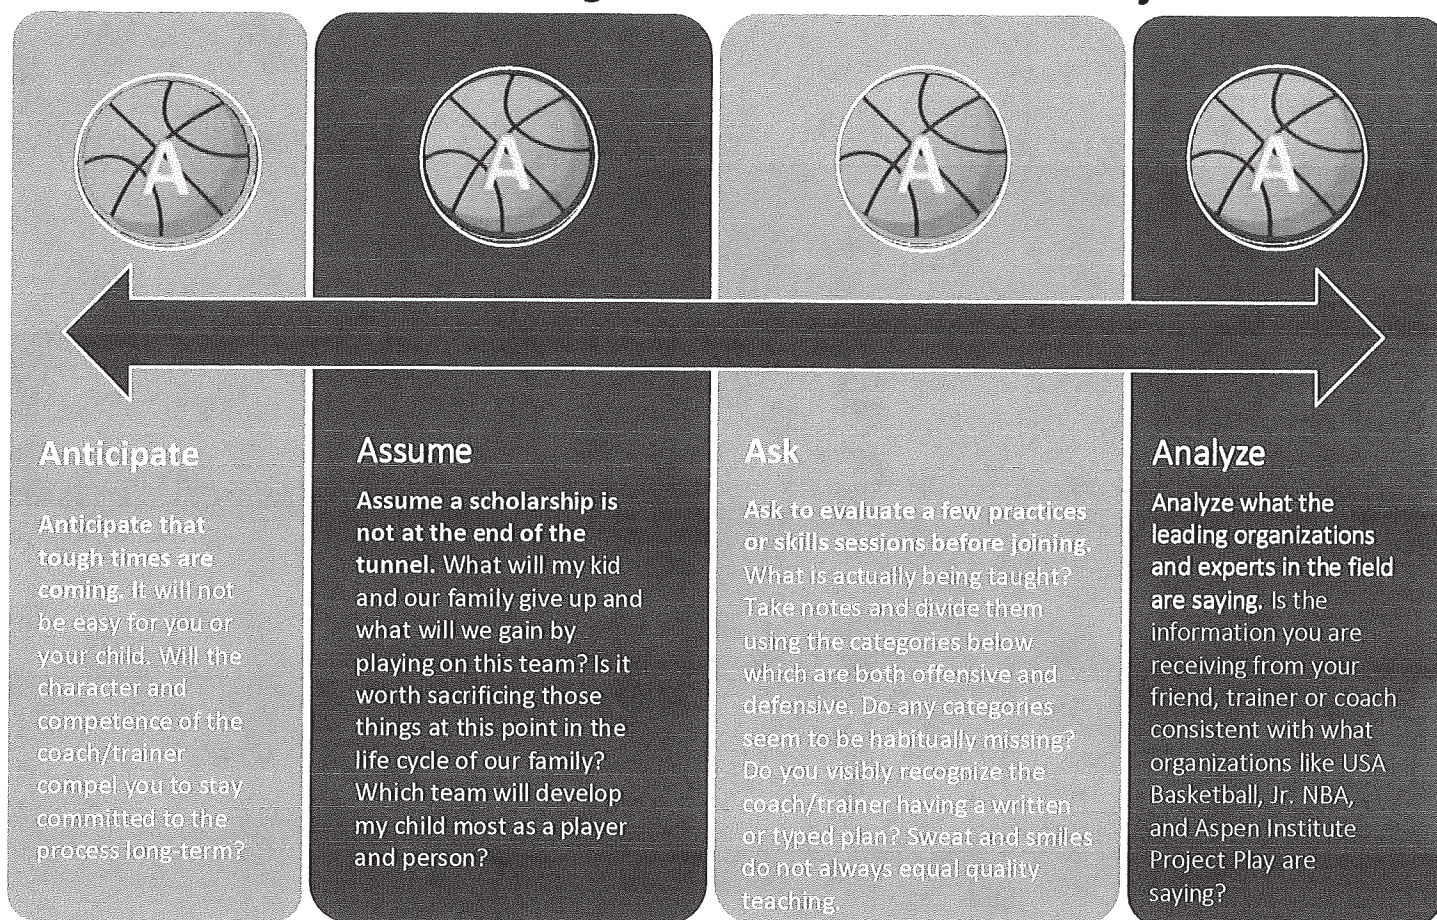 A
A
A
A
Anticipate
Anticipate that
tough times are
coming. It will not
be easy for you or
your child. Will the
character and
competence of the
coach/trainer
compel you to stay
committed to the
process long-term?
Assume
Assume a scholarship is
not at the end of the
tunnel. What will my kid
and our family give up and
what will we gain by
playing on this team? Is it
worth sacrificing those
things at this point in the
life cycle of our family?
Which team will develop
my child most as a player
and person?
Ask
Ask to evaluate a few practices
or skills sessions before joining.
What is actually being taught?
Take notes and divide them
using the categories below
which are both offensive and
defensive. Do any categories
seem to be habitually missing?
Do you visibly recognize the
coach/trainer having a written
or typed plan? Sweat and smiles
do not always equal quality
teaching.
Analyze
Analyze what the
leading organizations
and experts in the field
are saying. Is the
information you are
receiving from your
friend, trainer or coach
consistent with what
organizations like USA
Basketball, Jr. NBA,
and Aspen Institute
Project Play are
saying?